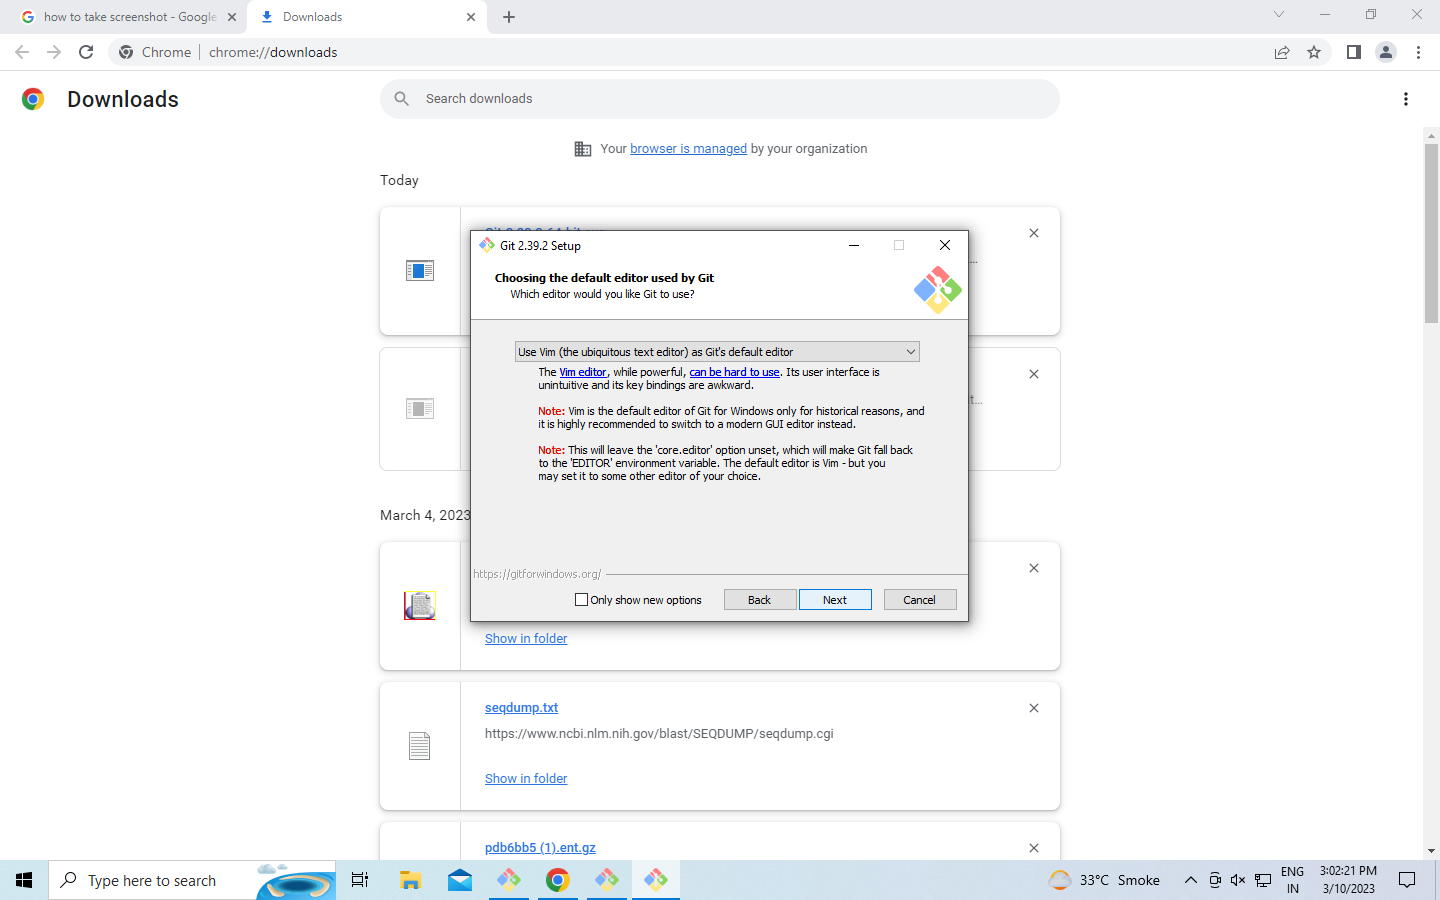 how to take screenshot - Google
Downloads
Chrome
chrome://downloads
Downloads
Search downloads
Your browser is managed by your organization
Today
Git 2.39.2 Setup
Choosing the default editor used by Git
Which editor would you like Git to use?
Use Vim (the ubiquitous text editor) as Git's default editor
The Vim editor, while powerful, can be hard to use. Its user interface is
unintuitive and its key bindings are awkward.
Note: Vim is the default editor of Git for Windows only for historical reasons, and
it is highly recommended to switch to a modern GUI editor instead.
Note: This will leave the 'core.editor' option unset, which will make Git fall back
to the 'EDITOR' environment variable. The default editor is Vim - but you
may set it to some other editor of your choice.
https://gitforwindows.org/
Only show new options
Back
Next
Cancel
March 4, 2023
Show in folder
seqdump.txt
https://www.ncbi.nlm.nih.gov/blast/SEQDUMP/seqdump.cgi
Show in folder
pdb6bb5 (1).ent.gz
Type here to search
33°C Smoke
ENG
IN
3:02:21 PM
3/10/2023